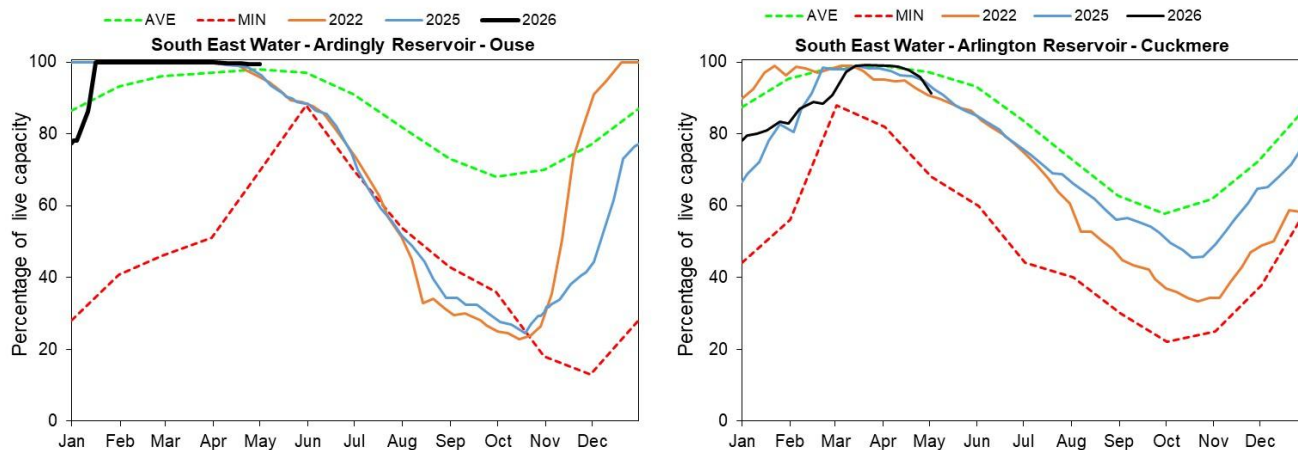 AVE MIN 2022 2025 2026
South East Water - Ardingly Reservoir - Ouse
Percentage of live capacity
100
80
60
40
20
0
Jan Feb Mar Apr May Jun Jul Aug Sep Oct Nov Dec
AVE MIN 2022 2025 2026
South East Water - Arlington Reservoir - Cuckmere
Percentage of live capacity
100
80
60
40
20
0
Jan Feb Mar Apr May Jun Jul Aug Sep Oct Nov Dec